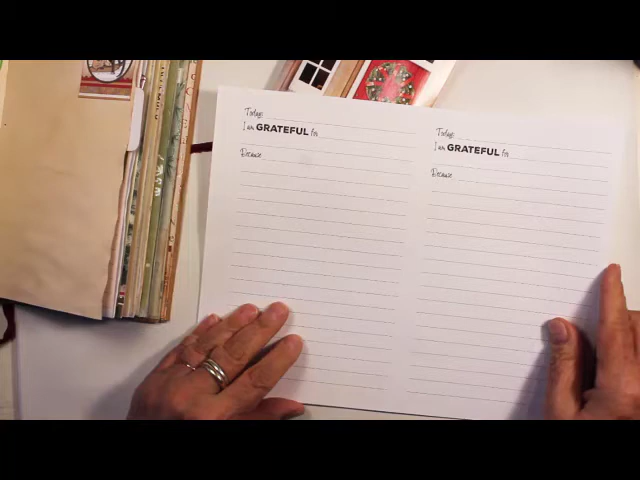 Today:
I am GRATEFUL for
Because
Today:
I am GRATEFUL for
Because